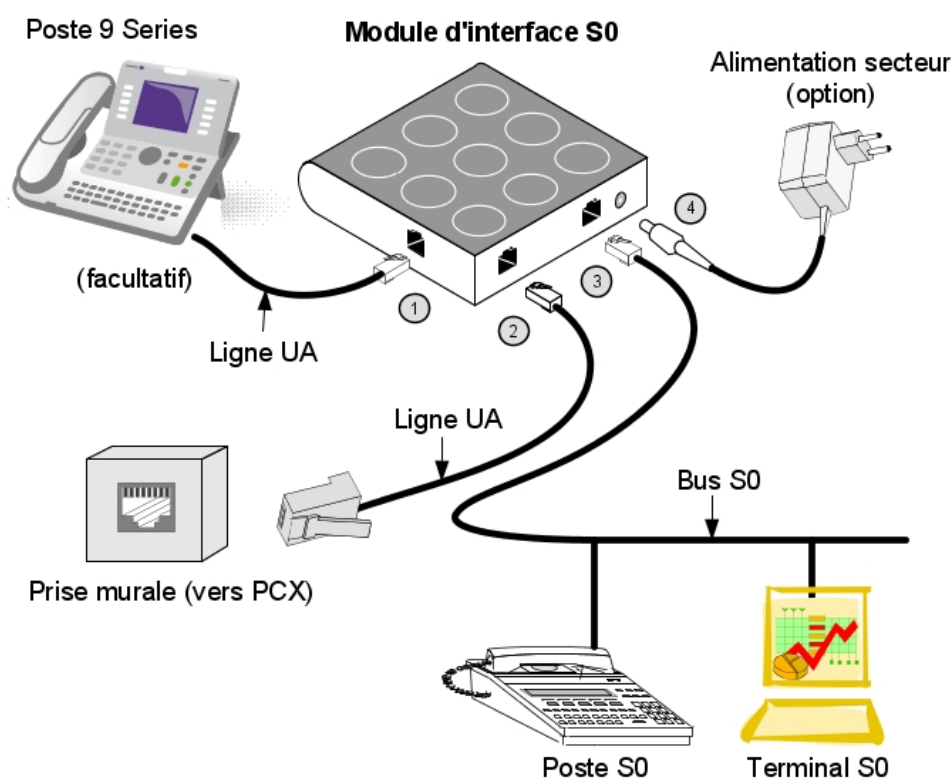 Poste 9 Series
Module d'interface S0
Alimentation secteur
(option)
(facultatif)
Ligne UA
1
2
3
4
Ligne UA
Bus S0
Prise murale (vers PCX)
Poste S0
Terminal S0